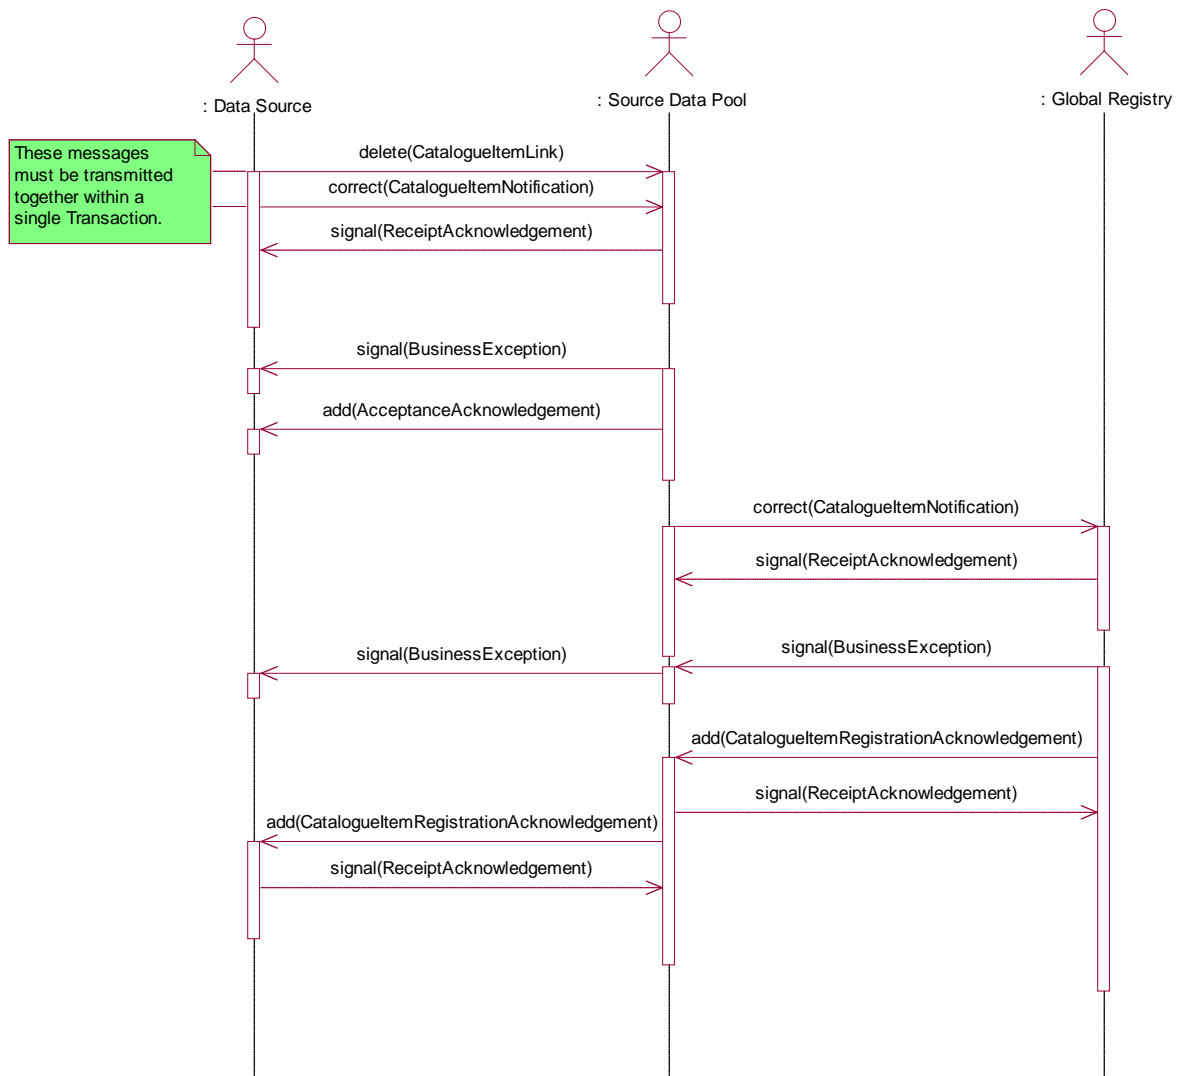 : Data Source
: Source Data Pool
: Global Registry
These messages
must be transmitted
together within a
single Transaction.
delete(CatalogueItemLink)
correct(CatalogueItemNotification)
signal(ReceiptAcknowledgement)
signal(BusinessException)
add(AcceptanceAcknowledgement)
correct(CatalogueItemNotification)
signal(ReceiptAcknowledgement)
signal(BusinessException)
signal(BusinessException)
add(CatalogueItemRegistrationAcknowledgement)
signal(ReceiptAcknowledgement)
add(CatalogueItemRegistrationAcknowledgement)
signal(ReceiptAcknowledgement)